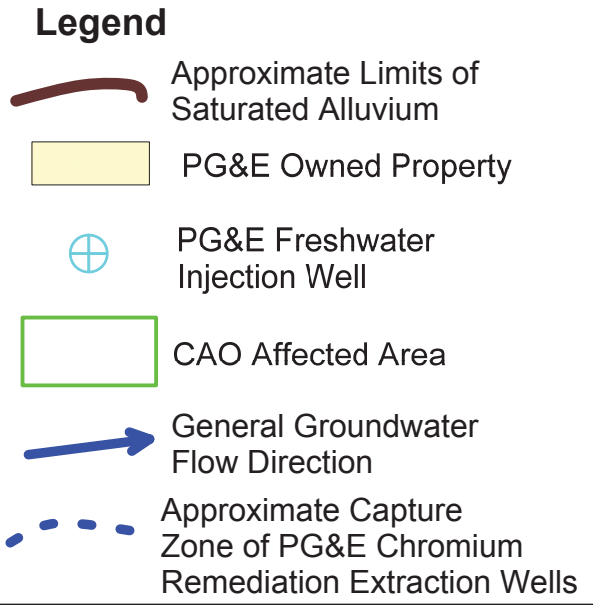 Legend
Approximate Limits of
Saturated Alluvium
PG&E Owned Property
PG&E Freshwater
Injection Well
CAO Affected Area
General Groundwater
Flow Direction
Approximate Capture
Zone of PG&E Chromium
Remediation Extraction Wells